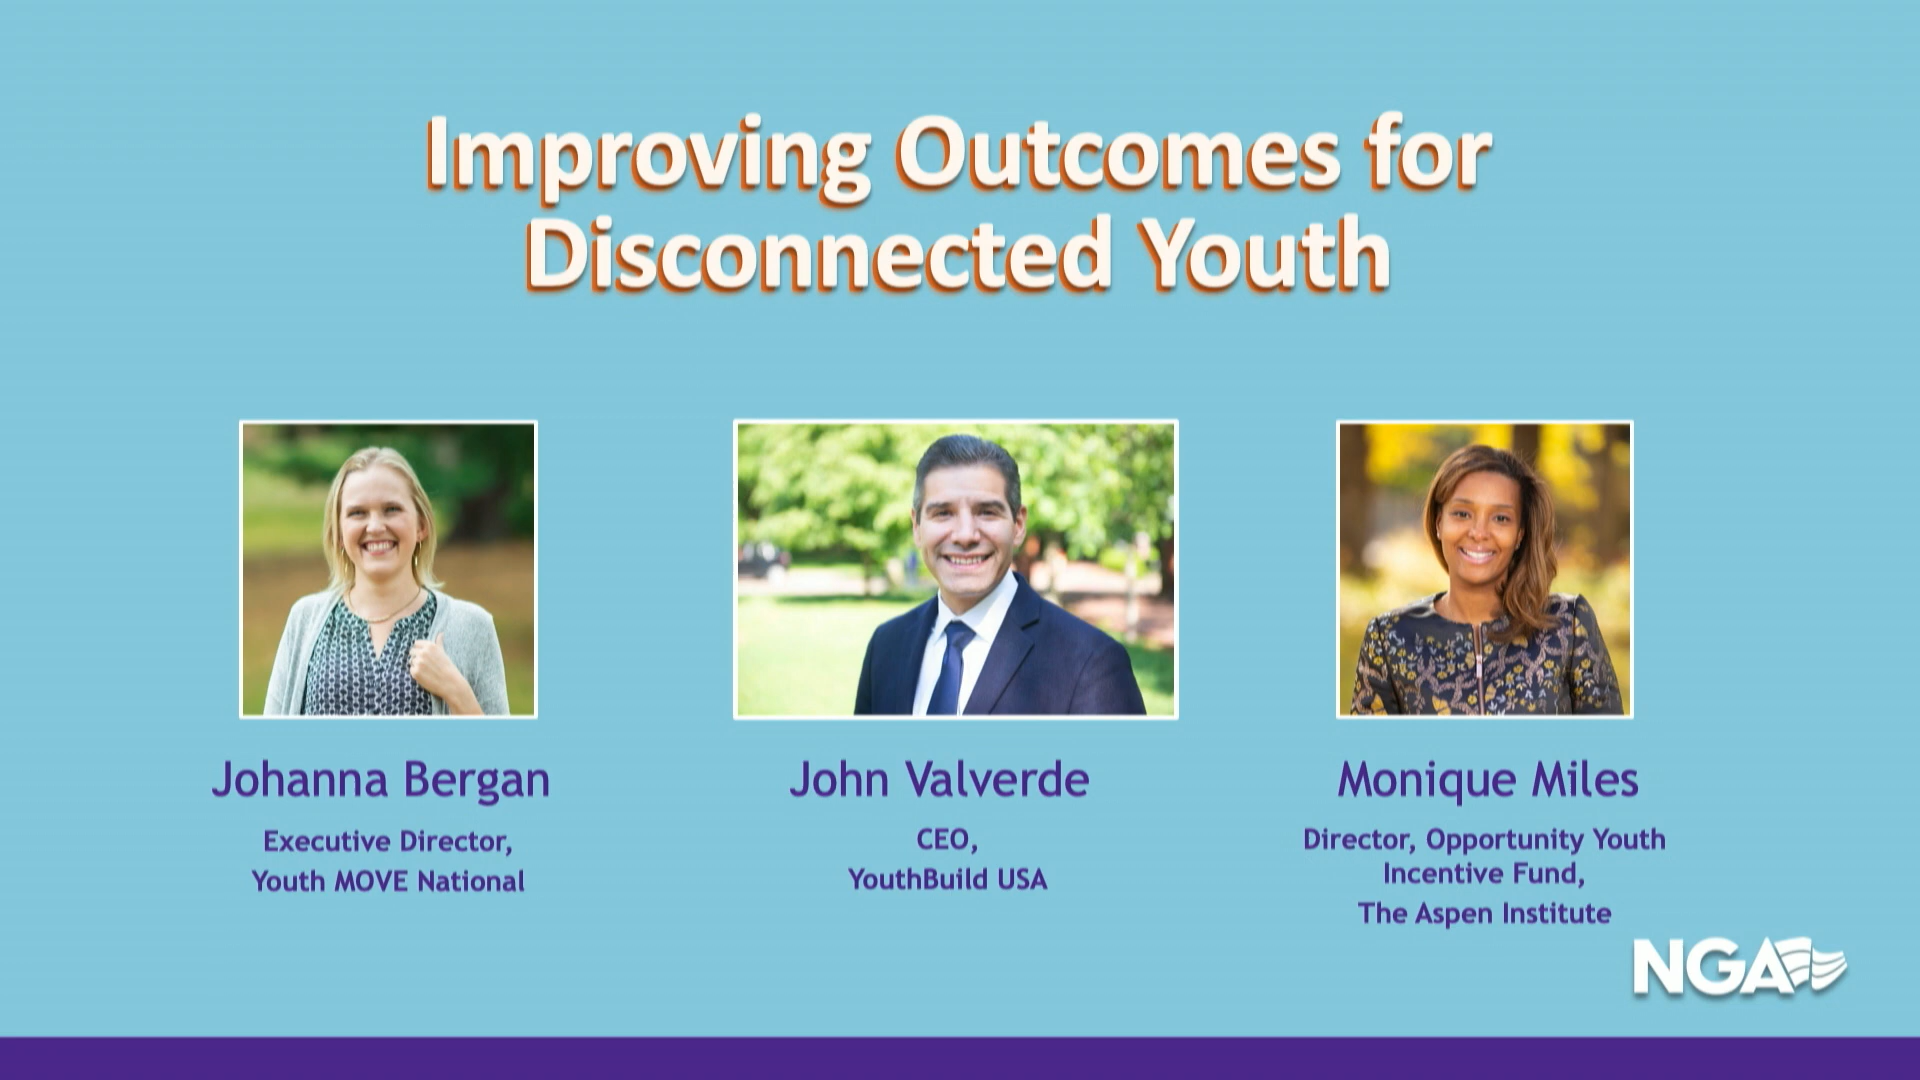 Improving Outcomes for
Disconnected Youth
Johanna Bergan
Executive Director,
Youth MOVE National
John Valverde
CEO,
YouthBuild USA
Monique Miles
Director, Opportunity Youth
Incentive Fund,
The Aspen Institute
NGA